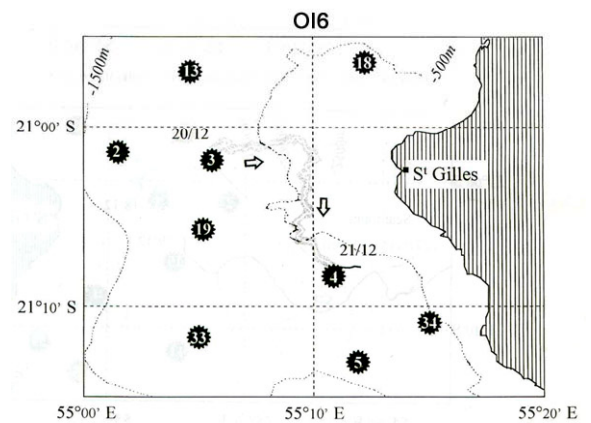 OI6
-1500m
-500m
13
18
21°00' S
20/12
2
3
Sᵗ Gilles
19
21/12
4
21°10' S
34
33
5
55°00' E
55°10' E
55°20' E